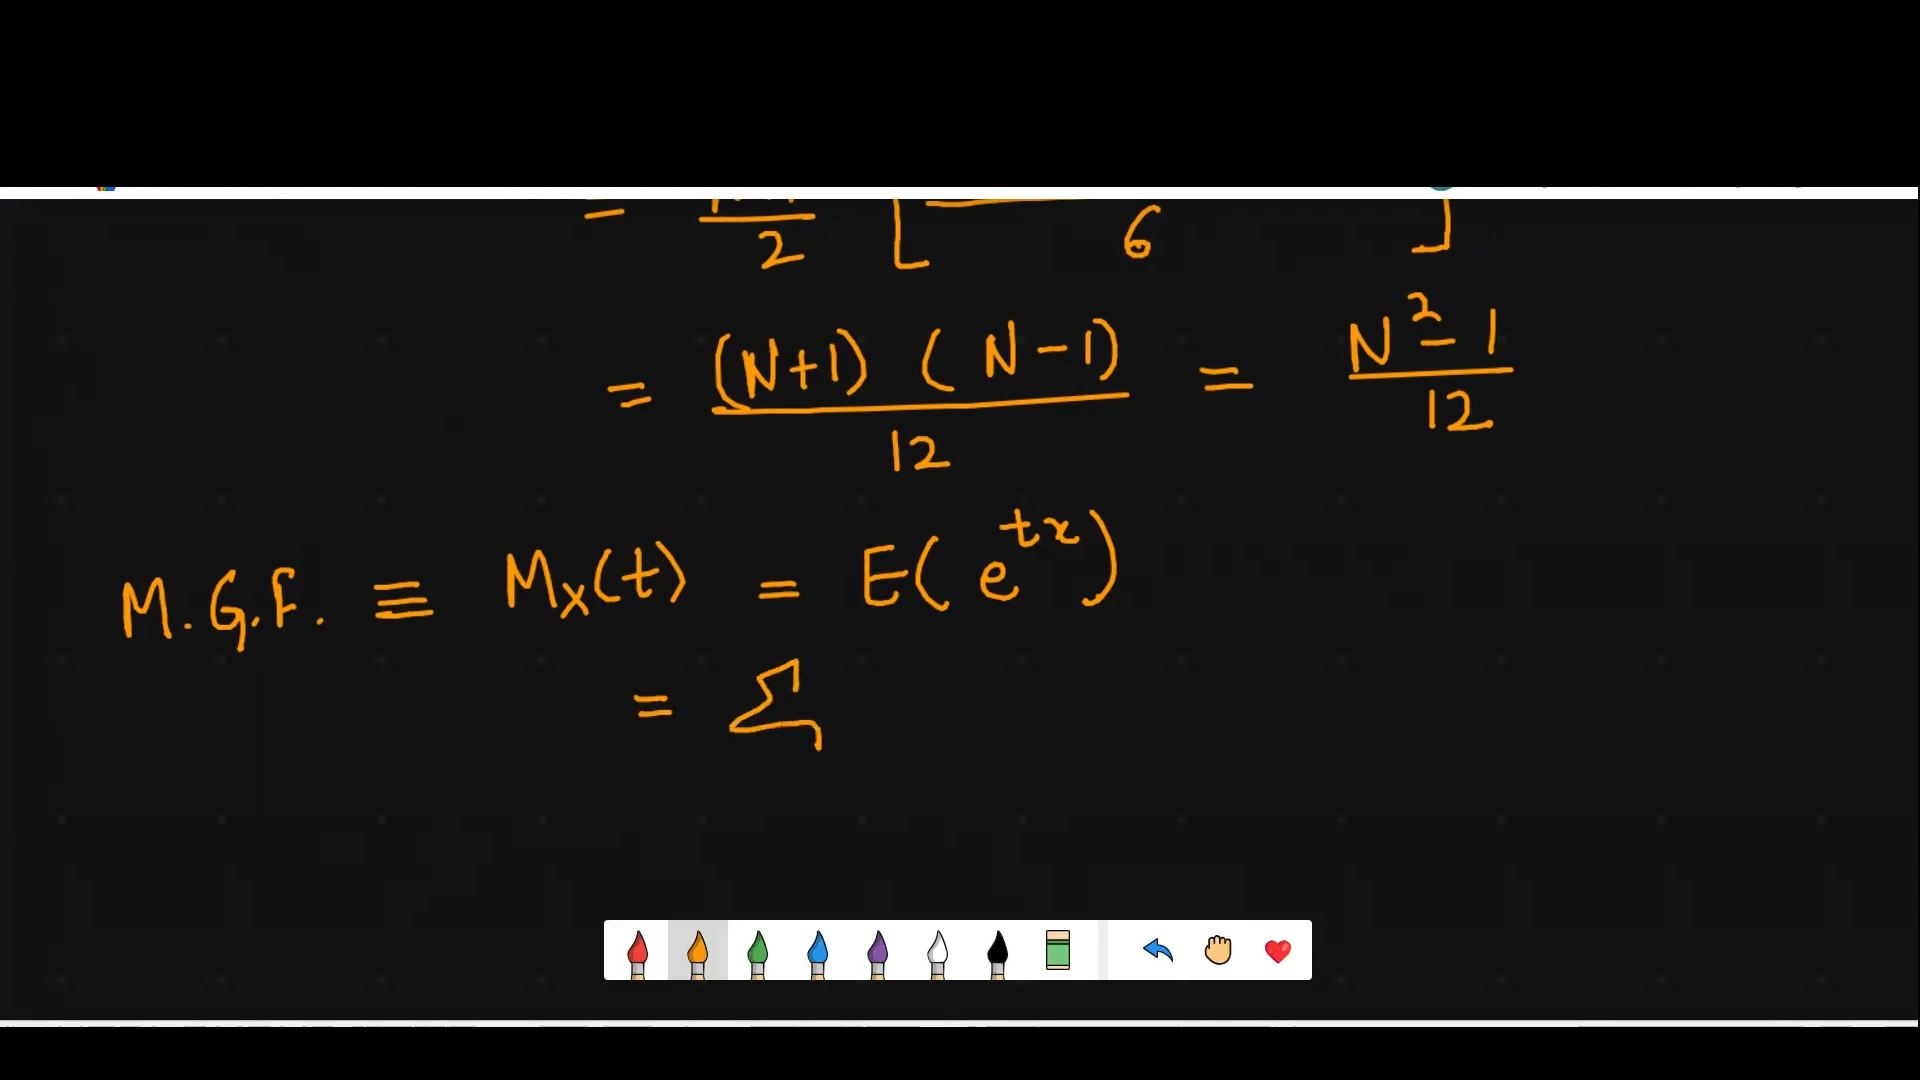 = 2 [ 6 ]
= (N+1) (N-1) / 12 = N² - 1 / 12
M.G.F. ≡ Mₓ(t) = E(e^tx)
= Σ